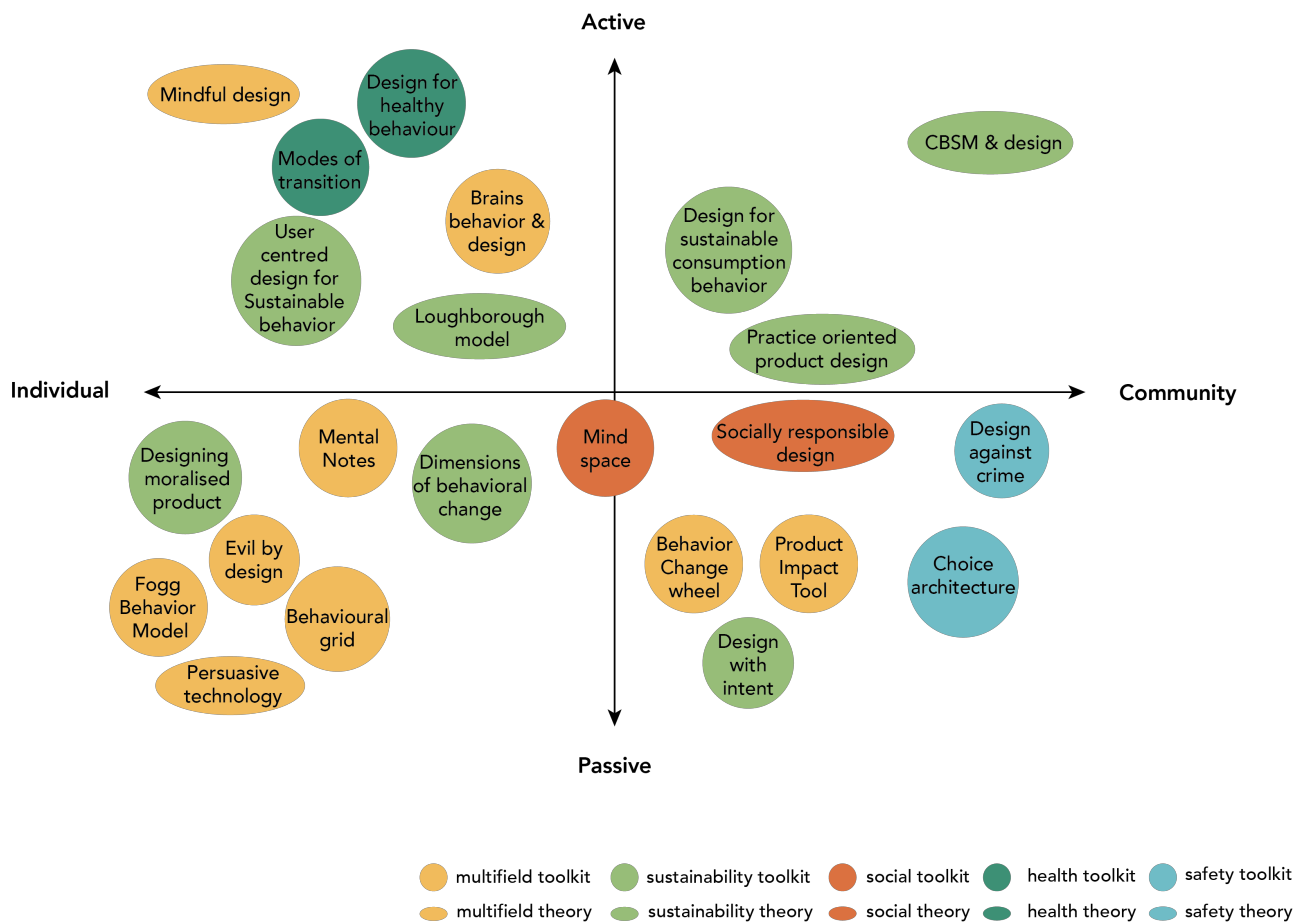 Active
Mindful design
Design for
healthy
behaviour
Modes of
transition
Brains
behavior &
design
User
centred
design for
Sustainable
behavior
Loughborough
model
CBSM & design
Design for
sustainable
consumption
behavior
Practice oriented
product design
Individual
Community
Designing
moralised
product
Mental
Notes
Dimensions
of behavioral
change
Mind
space
Socially responsible
design
Design
against
crime
Evil by
design
Fogg
Behavior
Model
Behavioural
grid
Persuasive
technology
Behavior
Change
wheel
Product
Impact
Tool
Choice
architecture
Design
with
intent
Passive
multifield toolkit
sustainability toolkit
social toolkit
health toolkit
safety toolkit
multifield theory
sustainability theory
social theory
health theory
safety theory